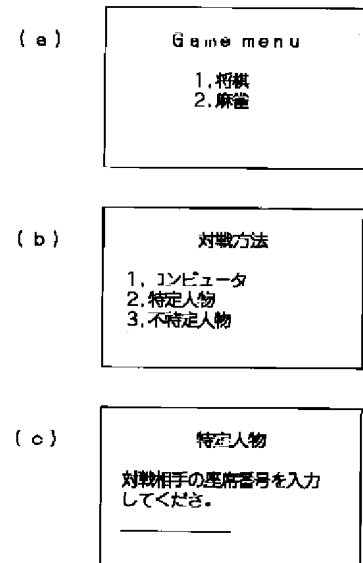 (a)
Game menu
1,将棋
2.麻雀
(b)
対戦方法
1,コンピュータ
2.特定人物
3,不特定人物
(c)
特定人物
対戦相手の座席番号を入力
してくださ。